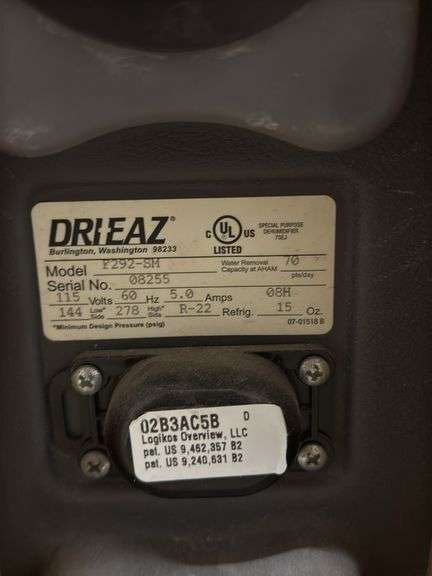 DRIEAZ®
Burlington, Washington 98233
C UL US
LISTED
SPECIAL PURPOSE
DEHUMIDIFIER
73EJ
Model F292-SM
Water Removal
Capacity at AHAM 70 pts/day
Serial No. 08255
115 Volts 60 Hz 5.0 Amps 08H
144 Low* Side 278 High* Side R-22 Refrig. 15 Oz.
*Minimum Design Pressure (psig)
07-01518 B
02B3AC5B D
Logikos Overview, LLC
pat. US 9,462,357 B2
pat. US 9,240,631 B2